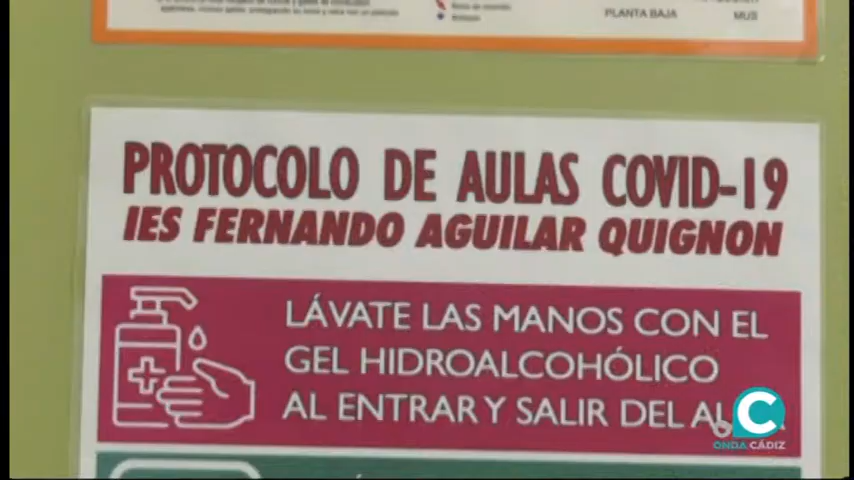 PLANTA BAJA
MUS
PROTOCOLO DE AULAS COVID-19
IES FERNANDO AGUILAR QUIGNON
LÁVATE LAS MANOS CON EL
GEL HIDROALCOHÓLICO
AL ENTRAR Y SALIR DEL
ONDA CÁDIZ